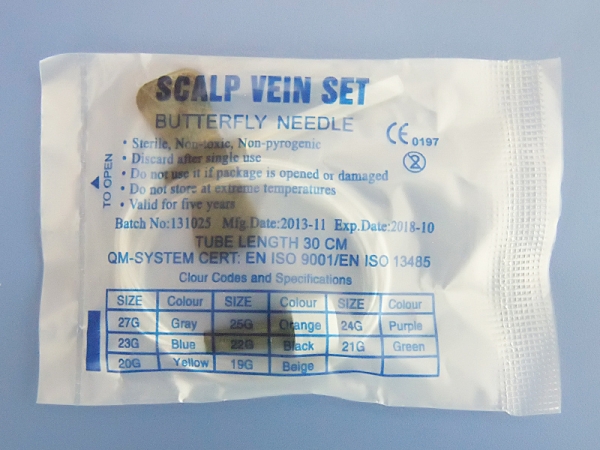 SCALP VEIN SET
BUTTERFLY NEEDLE
CE 0197
• Sterile, Non-toxic, Non-pyrogenic
• Discard after single use
• Do not use it if package is opened or damaged
• Do not store at extreme temperatures
• Valid for five years
TO OPEN
Batch No:131025 Mfg.Date:2013-11 Exp.Date:2018-10
TUBE LENGTH 30 CM
QM-SYSTEM CERT: EN ISO 9001/EN ISO 13485
Clour Codes and Specifications
SIZE Colour SIZE Colour SIZE Colour
27G Gray 25G Orange 24G Purple
23G Blue 22G Black 21G Green
20G Yellow 19G Beige